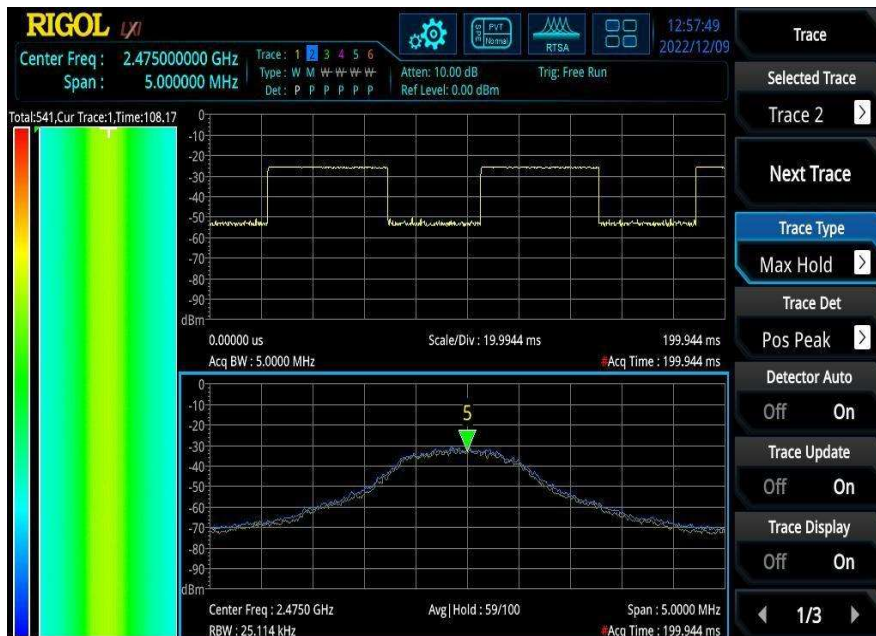 RIGOL LXI
Center Freq : 2.475000000 GHz
Span : 5.000000 MHz
Trace : 1 2 3 4 5 6
Type : W M W W W W
Det : P P P P P P
Atten: 10.00 dB
Ref Level: 0.00 dBm
Trig: Free Run
PVT
Normal
RTSA
12:57:49
2022/12/09
Total:541,Cur Trace:1,Time:108.17
0
-10
-20
-30
-40
-50
-60
-70
-80
-90
dBm
0.00000 us Scale/Div : 19.9944 ms 199.944 ms
Acq BW : 5.0000 MHz #Acq Time : 199.944 ms
0
-10
-20
-30
-40
-50
-60
-70
-80
-90
dBm
5
Center Freq : 2.4750 GHz Avg|Hold : 59/100 Span : 5.0000 MHz
RBW : 25.114 kHz #Acq Time : 199.944 ms
Trace
Selected Trace
Trace 2 >
Next Trace
Trace Type
Max Hold >
Trace Det
Pos Peak >
Detector Auto
Off On
Trace Update
Off On
Trace Display
Off On
1/3